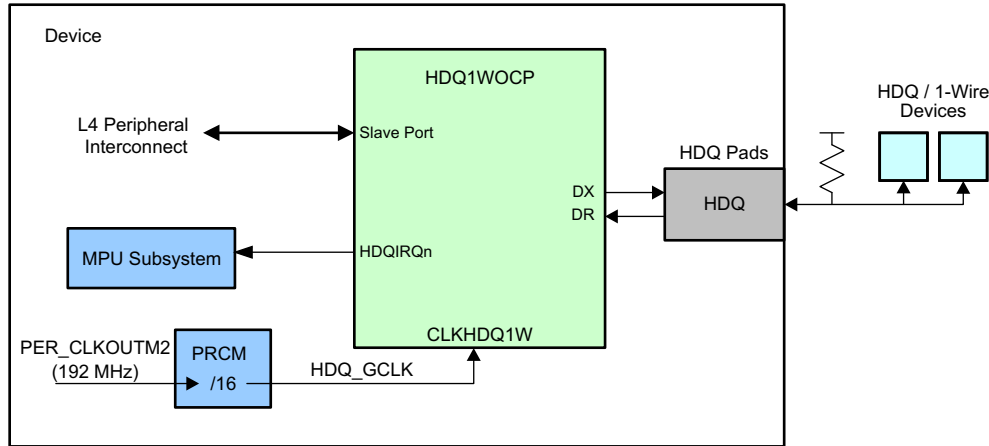 Device
HDQ1WOCP
L4 Peripheral
Interconnect
Slave Port
HDQ / 1-Wire
Devices
HDQ Pads
DX
DR
HDQ
MPU Subsystem
HDQIRQn
CLKHDQ1W
PER_CLKOUTM2
(192 MHz)
PRCM
/16
HDQ_GCLK